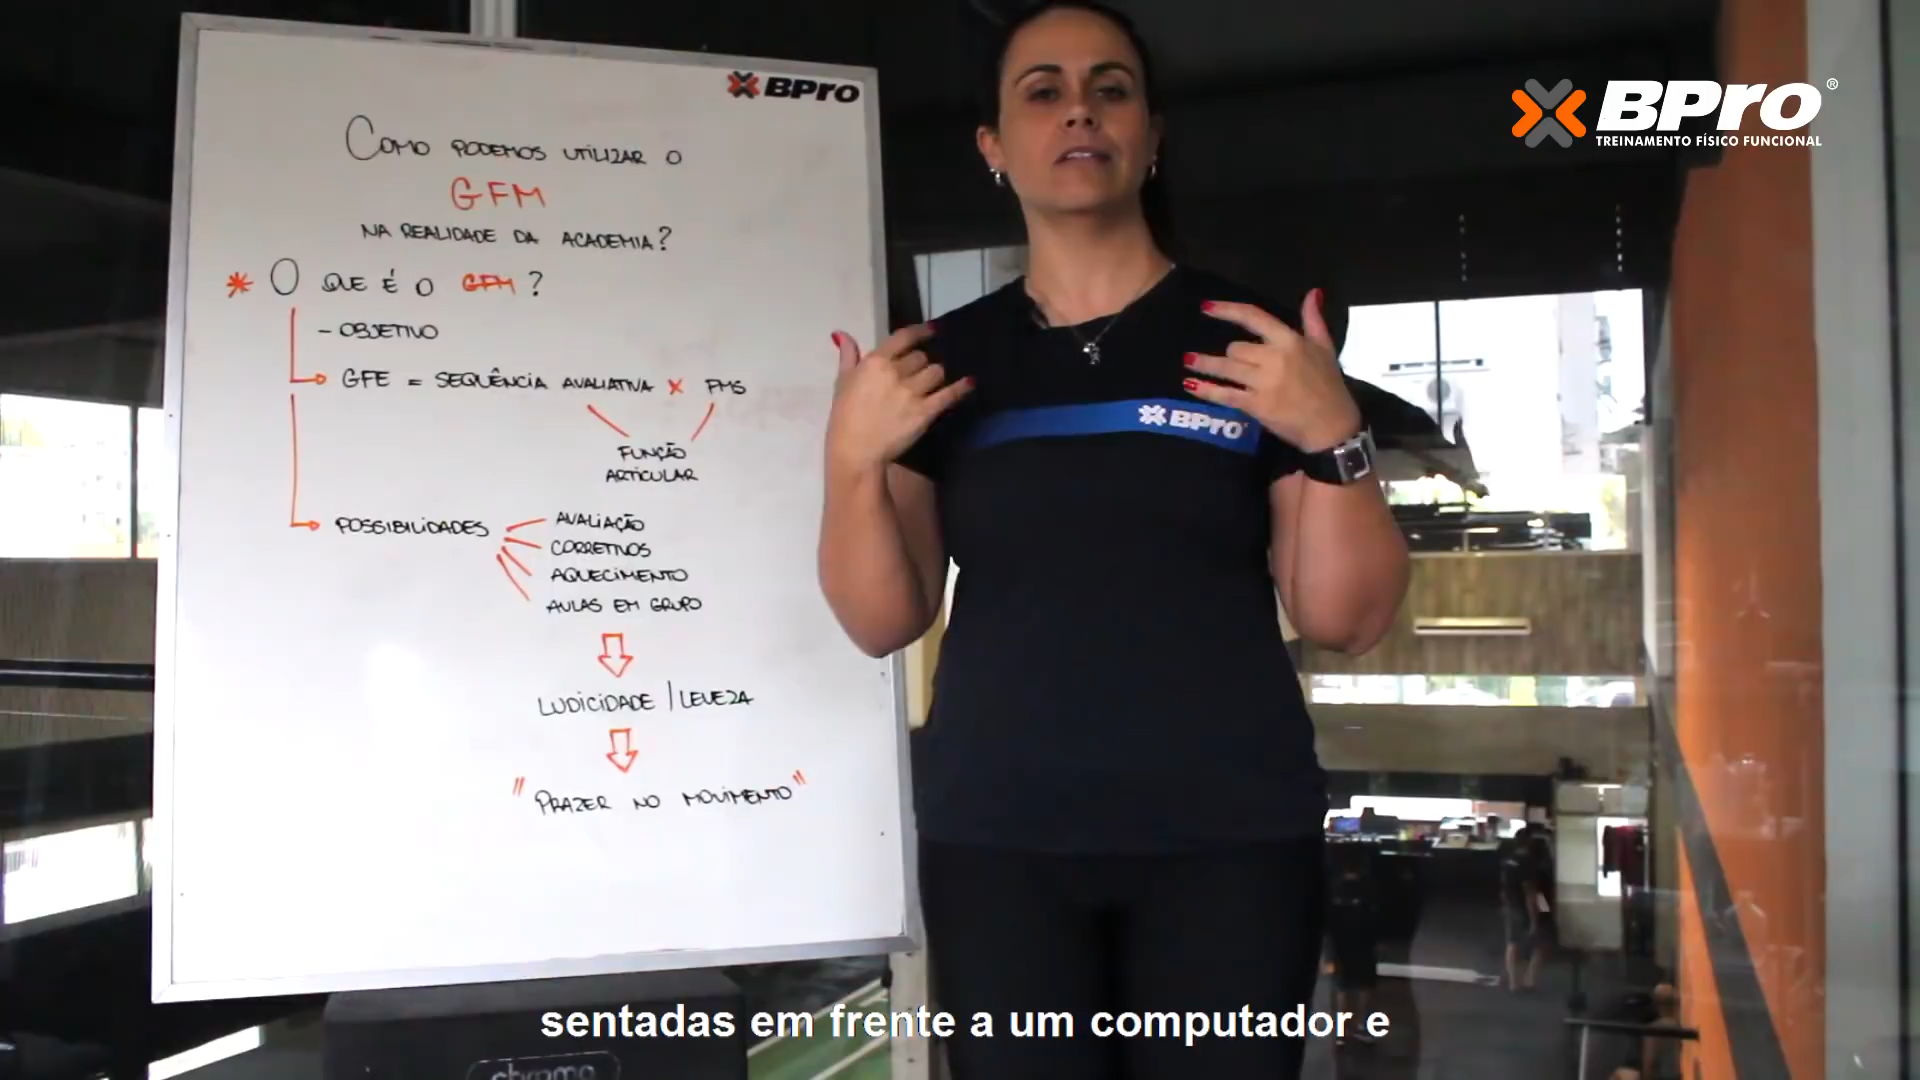 BPro
COMO PODEMOS UTILIZAR O
GFM
NA REALIDADE DA ACADEMIA?
* O QUE É O GFM?
- OBJETIVO
GFE = SEQUÊNCIA AVALIATIVA X FMS
FUNÇÃO
ARTICULAR
POSSIBILIDADES
AVALIAÇÃO
CORRETIVOS
AQUECIMENTO
AULAS EM GRUPO
LUDICIDADE / LEVEZA
"PRAZER NO MOVIMENTO"
BPro
BPro®
TREINAMENTO FÍSICO FUNCIONAL
sentadas em frente a um computador e
chroma